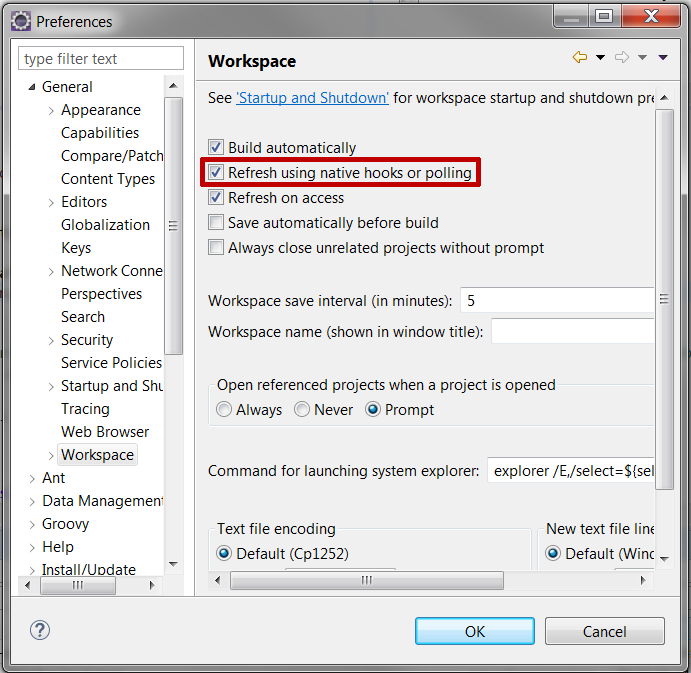 Preferences
type filter text
General
Appearance
Capabilities
Compare/Patch
Content Types
Editors
Globalization
Keys
Network Conne
Perspectives
Search
Security
Service Policies
Startup and Shu
Tracing
Web Browser
Workspace
Ant
Data Management
Groovy
Help
Install/Update
Workspace
See 'Startup and Shutdown' for workspace startup and shutdown pre
Build automatically
Refresh using native hooks or polling
Refresh on access
Save automatically before build
Always close unrelated projects without prompt
Workspace save interval (in minutes): 5
Workspace name (shown in window title):
Open referenced projects when a project is opened
Always Never Prompt
Command for launching system explorer: explorer /E,/select=${sel
Text file encoding
Default (Cp1252)
New text file line
Default (Winc
?
OK Cancel